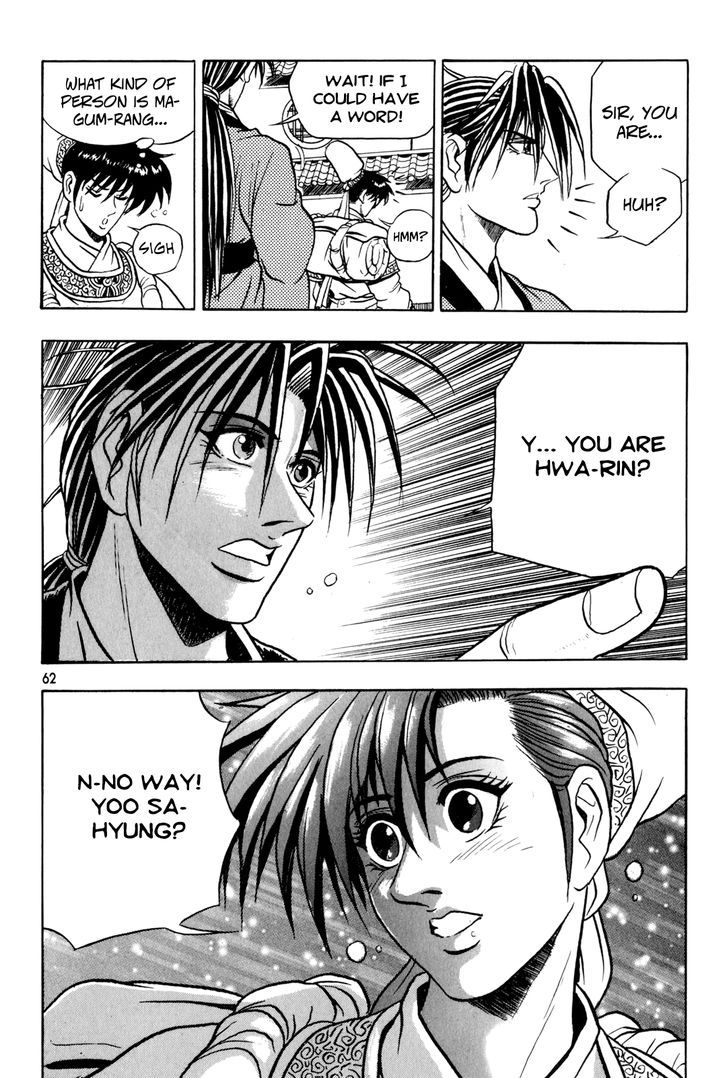 WHAT KIND OF
PERSON IS MA-
GUM-RANG...
SIGH
WAIT! IF I
COULD HAVE
A WORD!
HMM?
SIR, YOU
ARE...
HUH?
Y... YOU ARE
HWA-RIN?
62
N-NO WAY!
YOO SA-
HYUNG?